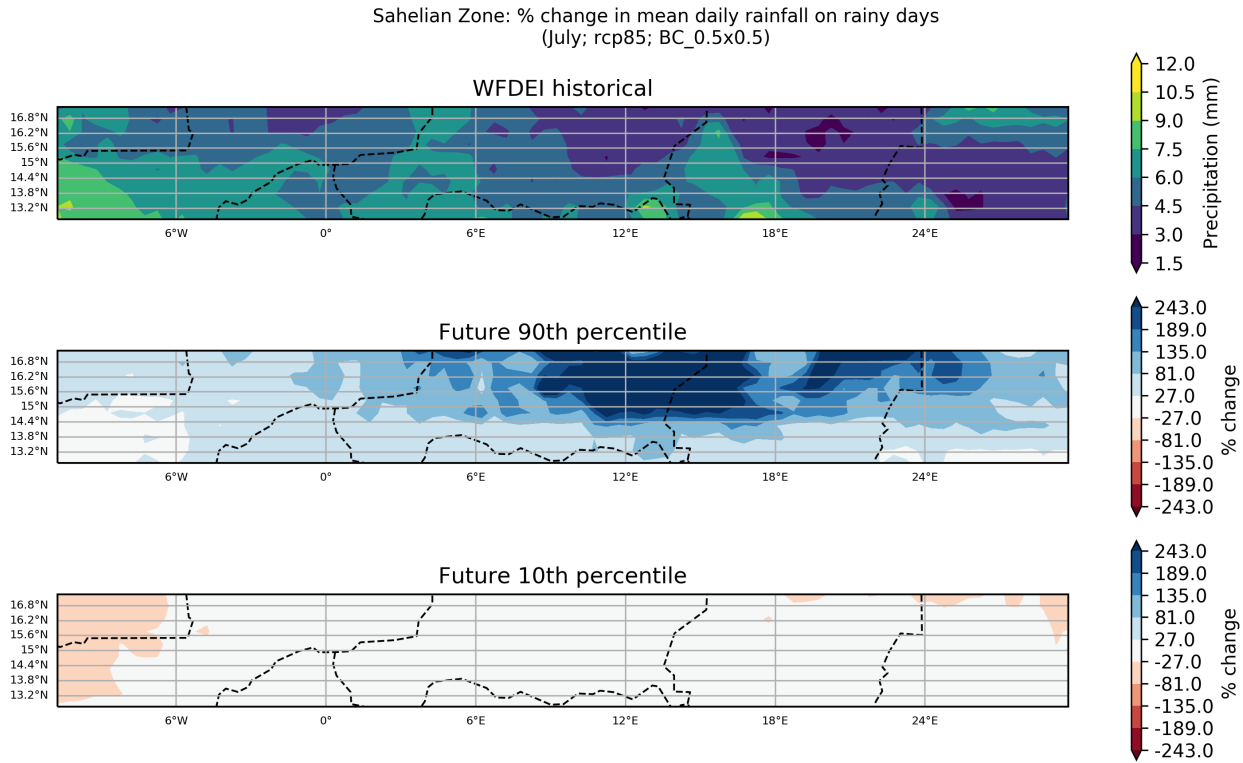 Sahelian Zone: % change in mean daily rainfall on rainy days
(July; rcp85; BC_0.5x0.5)
WFDEI historical
16.8°N
16.2°N
15.6°N
15°N
14.4°N
13.8°N
13.2°N
6°W 0° 6°E 12°E 18°E 24°E
12.0
10.5
9.0
7.5
6.0
4.5
3.0
1.5
Precipitation (mm)
Future 90th percentile
16.8°N
16.2°N
15.6°N
15°N
14.4°N
13.8°N
13.2°N
6°W 0° 6°E 12°E 18°E 24°E
243.0
189.0
135.0
81.0
27.0
-27.0
-81.0
-135.0
-189.0
-243.0
% change
Future 10th percentile
16.8°N
16.2°N
15.6°N
15°N
14.4°N
13.8°N
13.2°N
6°W 0° 6°E 12°E 18°E 24°E
243.0
189.0
135.0
81.0
27.0
-27.0
-81.0
-135.0
-189.0
-243.0
% change